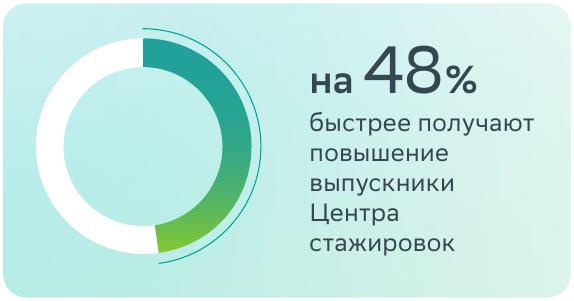 на 48%
быстрее получают
повышение
выпускники
Центра
стажировок